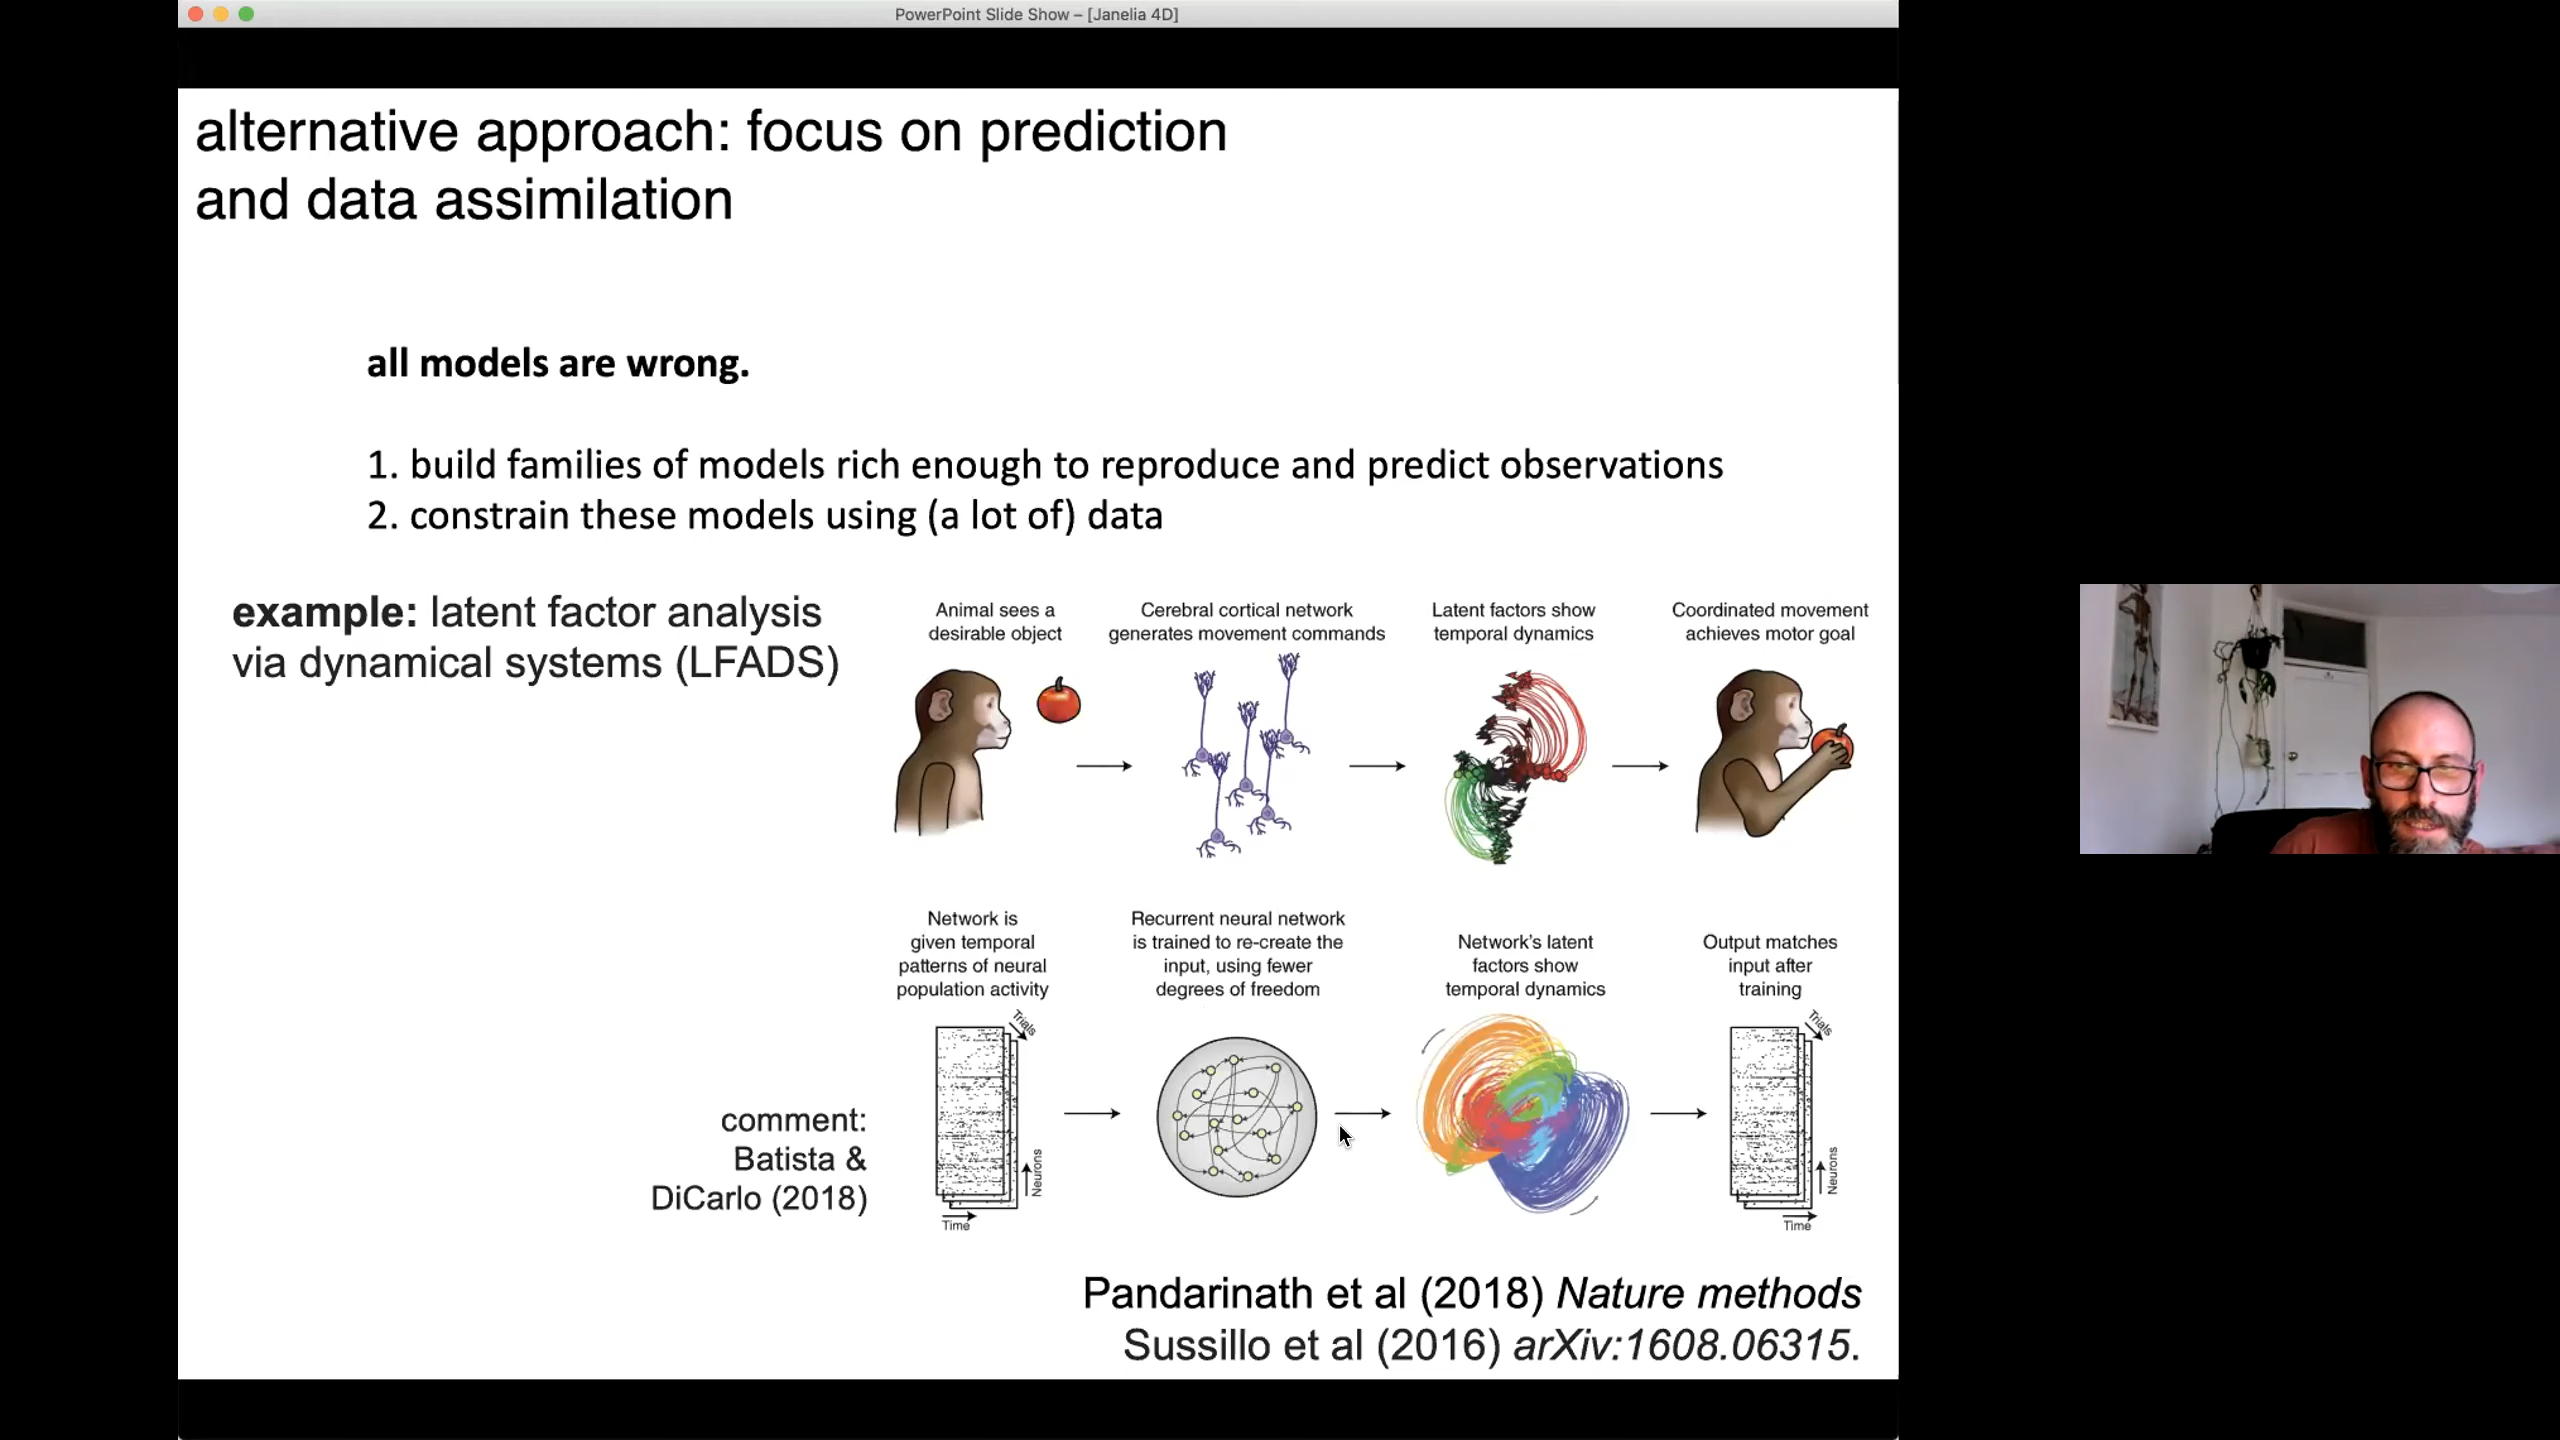 PowerPoint Slide Show – [Janelia 4D]
alternative approach: focus on prediction
and data assimilation
all models are wrong.
1. build families of models rich enough to reproduce and predict observations
2. constrain these models using (a lot of) data
example: latent factor analysis
via dynamical systems (LFADS)
Animal sees a
desirable object
Cerebral cortical network
generates movement commands
Latent factors show
temporal dynamics
Coordinated movement
achieves motor goal
Network is
given temporal
patterns of neural
population activity
Recurrent neural network
is trained to re-create the
input, using fewer
degrees of freedom
Network's latent
factors show
temporal dynamics
Output matches
input after
training
Trials
Neurons
Time
Trials
Neurons
Time
comment:
Batista &
DiCarlo (2018)
Pandarinath et al (2018) Nature methods
Sussillo et al (2016) arXiv:1608.06315.